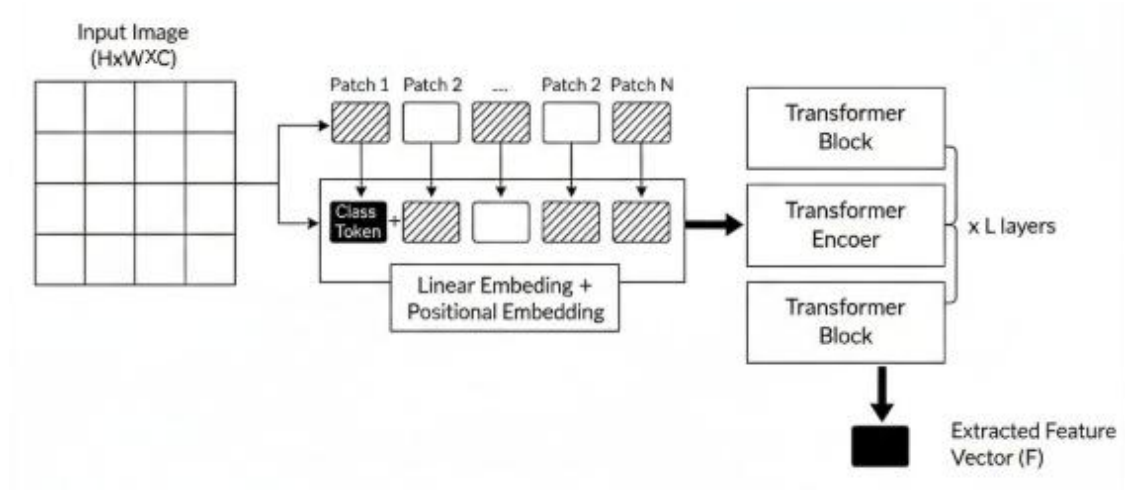 Input Image
(HxWXC)
Patch 1 Patch 2 ... Patch 2 Patch N
Class
Token
+
Linear Embeding +
Positional Embedding
Transformer
Block
Transformer
Encoer
Transformer
Block
x L layers
Extracted Feature
Vector (F)